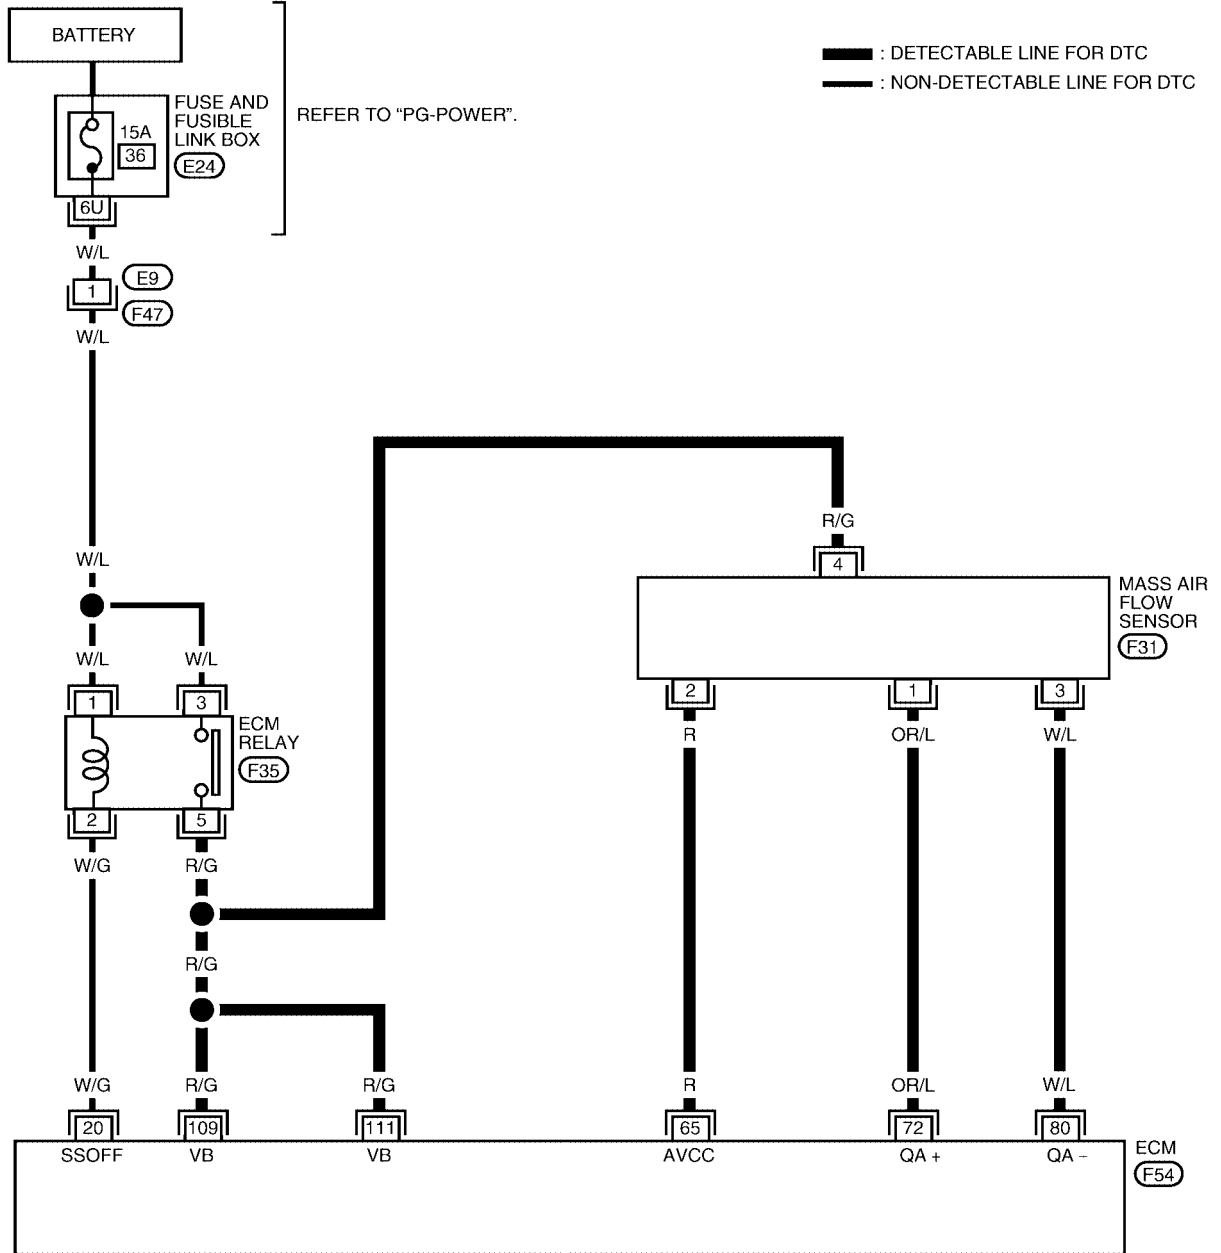 BATTERY
: DETECTABLE LINE FOR DTC
: NON-DETECTABLE LINE FOR DTC
FUSE AND
FUSIBLE
LINK BOX
E24
15A
36
REFER TO “PG-POWER”.
6U
W/L
E9
1
F47
W/L
R/G
4
W/L
MASS AIR
FLOW
SENSOR
F31
W/L
W/L
2
1
3
1
3
ECM
RELAY
F35
R
OR/L
W/L
2
5
W/G
R/G
R/G
W/G
R/G
R/G
R
OR/L
W/L
20
109
111
65
72
80
SSOFF
VB
VB
AVCC
QA +
QA –
ECM
F54